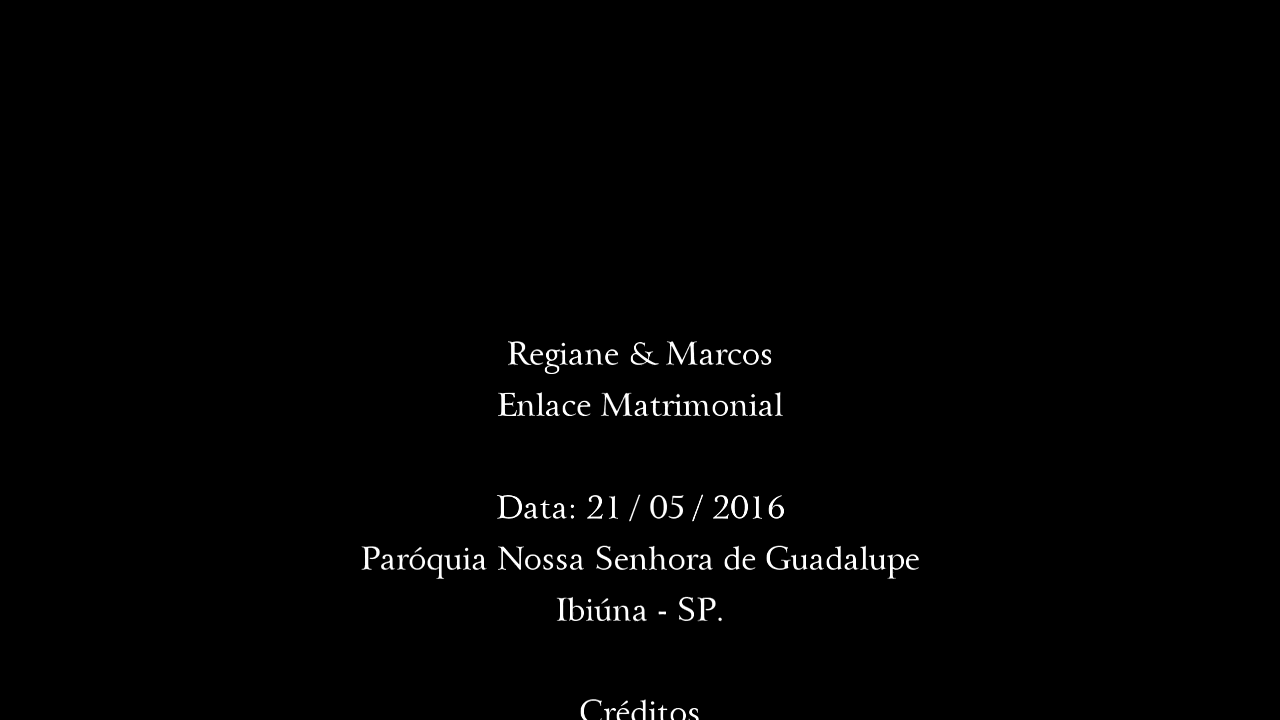 Regiane & Marcos
Enlace Matrimonial
Data: 21 / 05 / 2016
Paróquia Nossa Senhora de Guadalupe
Ibiúna - SP.
Créditos